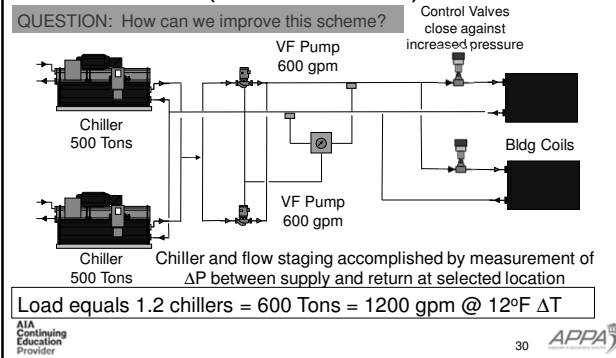 QUESTION: How can we improve this scheme?
Control Valves
close against
increased pressure
VF Pump
600 gpm
Chiller
500 Tons
Bldg Coils
VF Pump
600 gpm
Chiller
500 Tons
Chiller and flow staging accomplished by measurement of
ΔP between supply and return at selected location
Load equals 1.2 chillers = 600 Tons = 1200 gpm @ 12°F ΔT
AIA
Continuing
Education
Provider
30
APPA